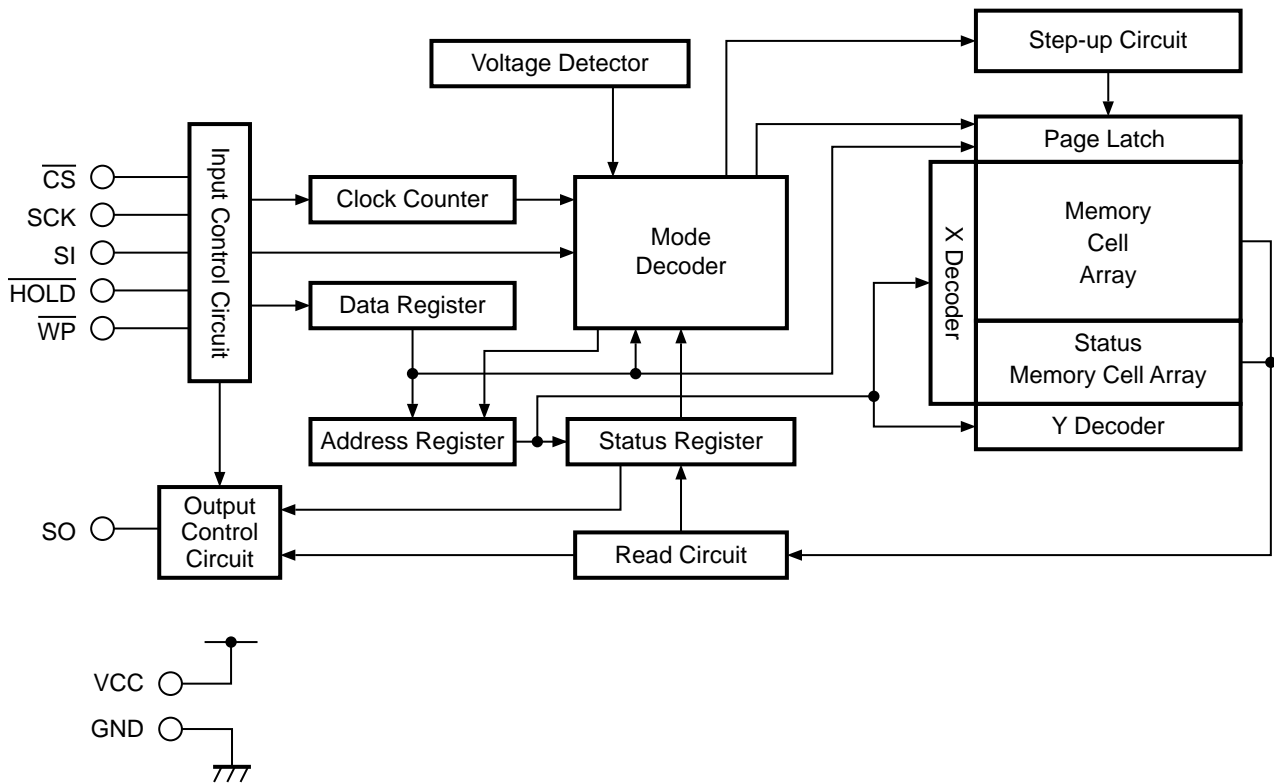 Step-up Circuit
Voltage Detector
Page Latch
Input Control Circuit
CS
SCK
SI
HOLD
WP
Clock Counter
Mode
Decoder
X Decoder
Memory
Cell
Array
Data Register
Status
Memory Cell Array
Address Register
Status Register
Y Decoder
SO
Output
Control
Circuit
Read Circuit
VCC
GND